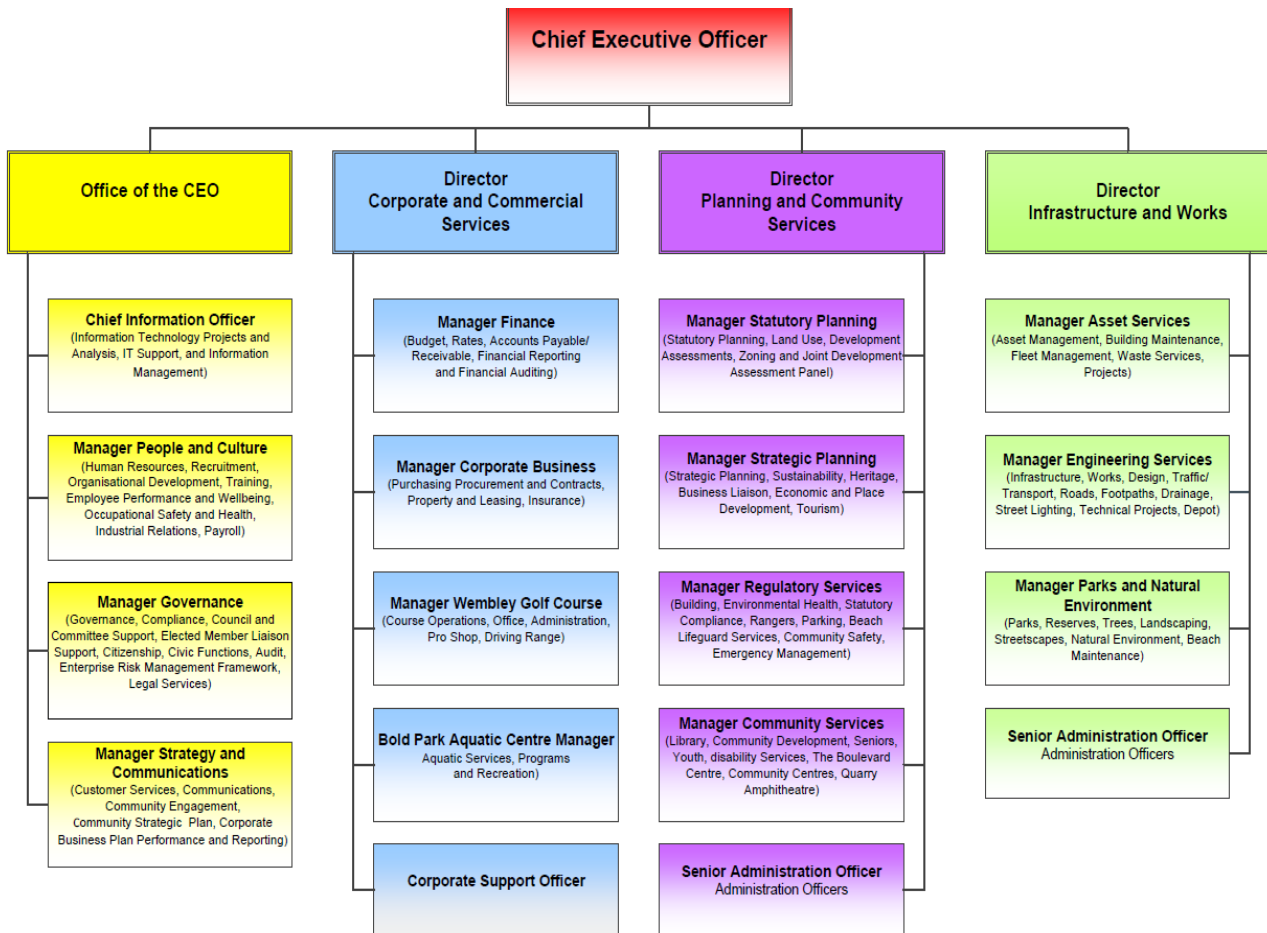 Chief Executive Officer
Office of the CEO
Director
Corporate and Commercial
Services
Director
Planning and Community
Services
Director
Infrastructure and Works
Chief Information Officer
(Information Technology Projects and
Analysis, IT Support, and Information
Management)
Manager People and Culture
(Human Resources, Recruitment,
Organisational Development, Training,
Employee Performance and Wellbeing,
Occupational Safety and Health,
Industrial Relations, Payroll)
Manager Governance
(Governance, Compliance, Council and
Committee Support, Elected Member Liaison
Support, Citizenship, Civic Functions, Audit,
Enterprise Risk Management Framework,
Legal Services)
Manager Strategy and
Communications
(Customer Services, Communications,
Community Engagement,
Community Strategic Plan, Corporate
Business Plan Performance and Reporting)
Manager Finance
(Budget, Rates, Accounts Payable/
Receivable, Financial Reporting
and Financial Auditing)
Manager Corporate Business
(Purchasing Procurement and Contracts,
Property and Leasing, Insurance)
Manager Wembley Golf Course
(Course Operations, Office, Administration,
Pro Shop, Driving Range)
Bold Park Aquatic Centre Manager
Aquatic Services, Programs
and Recreation)
Corporate Support Officer
Manager Statutory Planning
(Statutory Planning, Land Use, Development
Assessments, Zoning and Joint Development
Assessment Panel)
Manager Strategic Planning
(Strategic Planning, Sustainability, Heritage,
Business Liaison, Economic and Place
Development, Tourism)
Manager Regulatory Services
(Building, Environmental Health, Statutory
Compliance, Rangers, Parking, Beach
Lifeguard Services, Community Safety,
Emergency Management)
Manager Community Services
(Library, Community Development, Seniors,
Youth, disability Services, The Boulevard
Centre, Community Centres, Quarry
Amphitheatre)
Senior Administration Officer
Administration Officers
Manager Asset Services
(Asset Management, Building Maintenance,
Fleet Management, Waste Services,
Projects)
Manager Engineering Services
(Infrastructure, Works, Design, Traffic/
Transport, Roads, Footpaths, Drainage,
Street Lighting, Technical Projects, Depot)
Manager Parks and Natural
Environment
(Parks, Reserves, Trees, Landscaping,
Streetscapes, Natural Environment, Beach
Maintenance)
Senior Administration Officer
Administration Officers